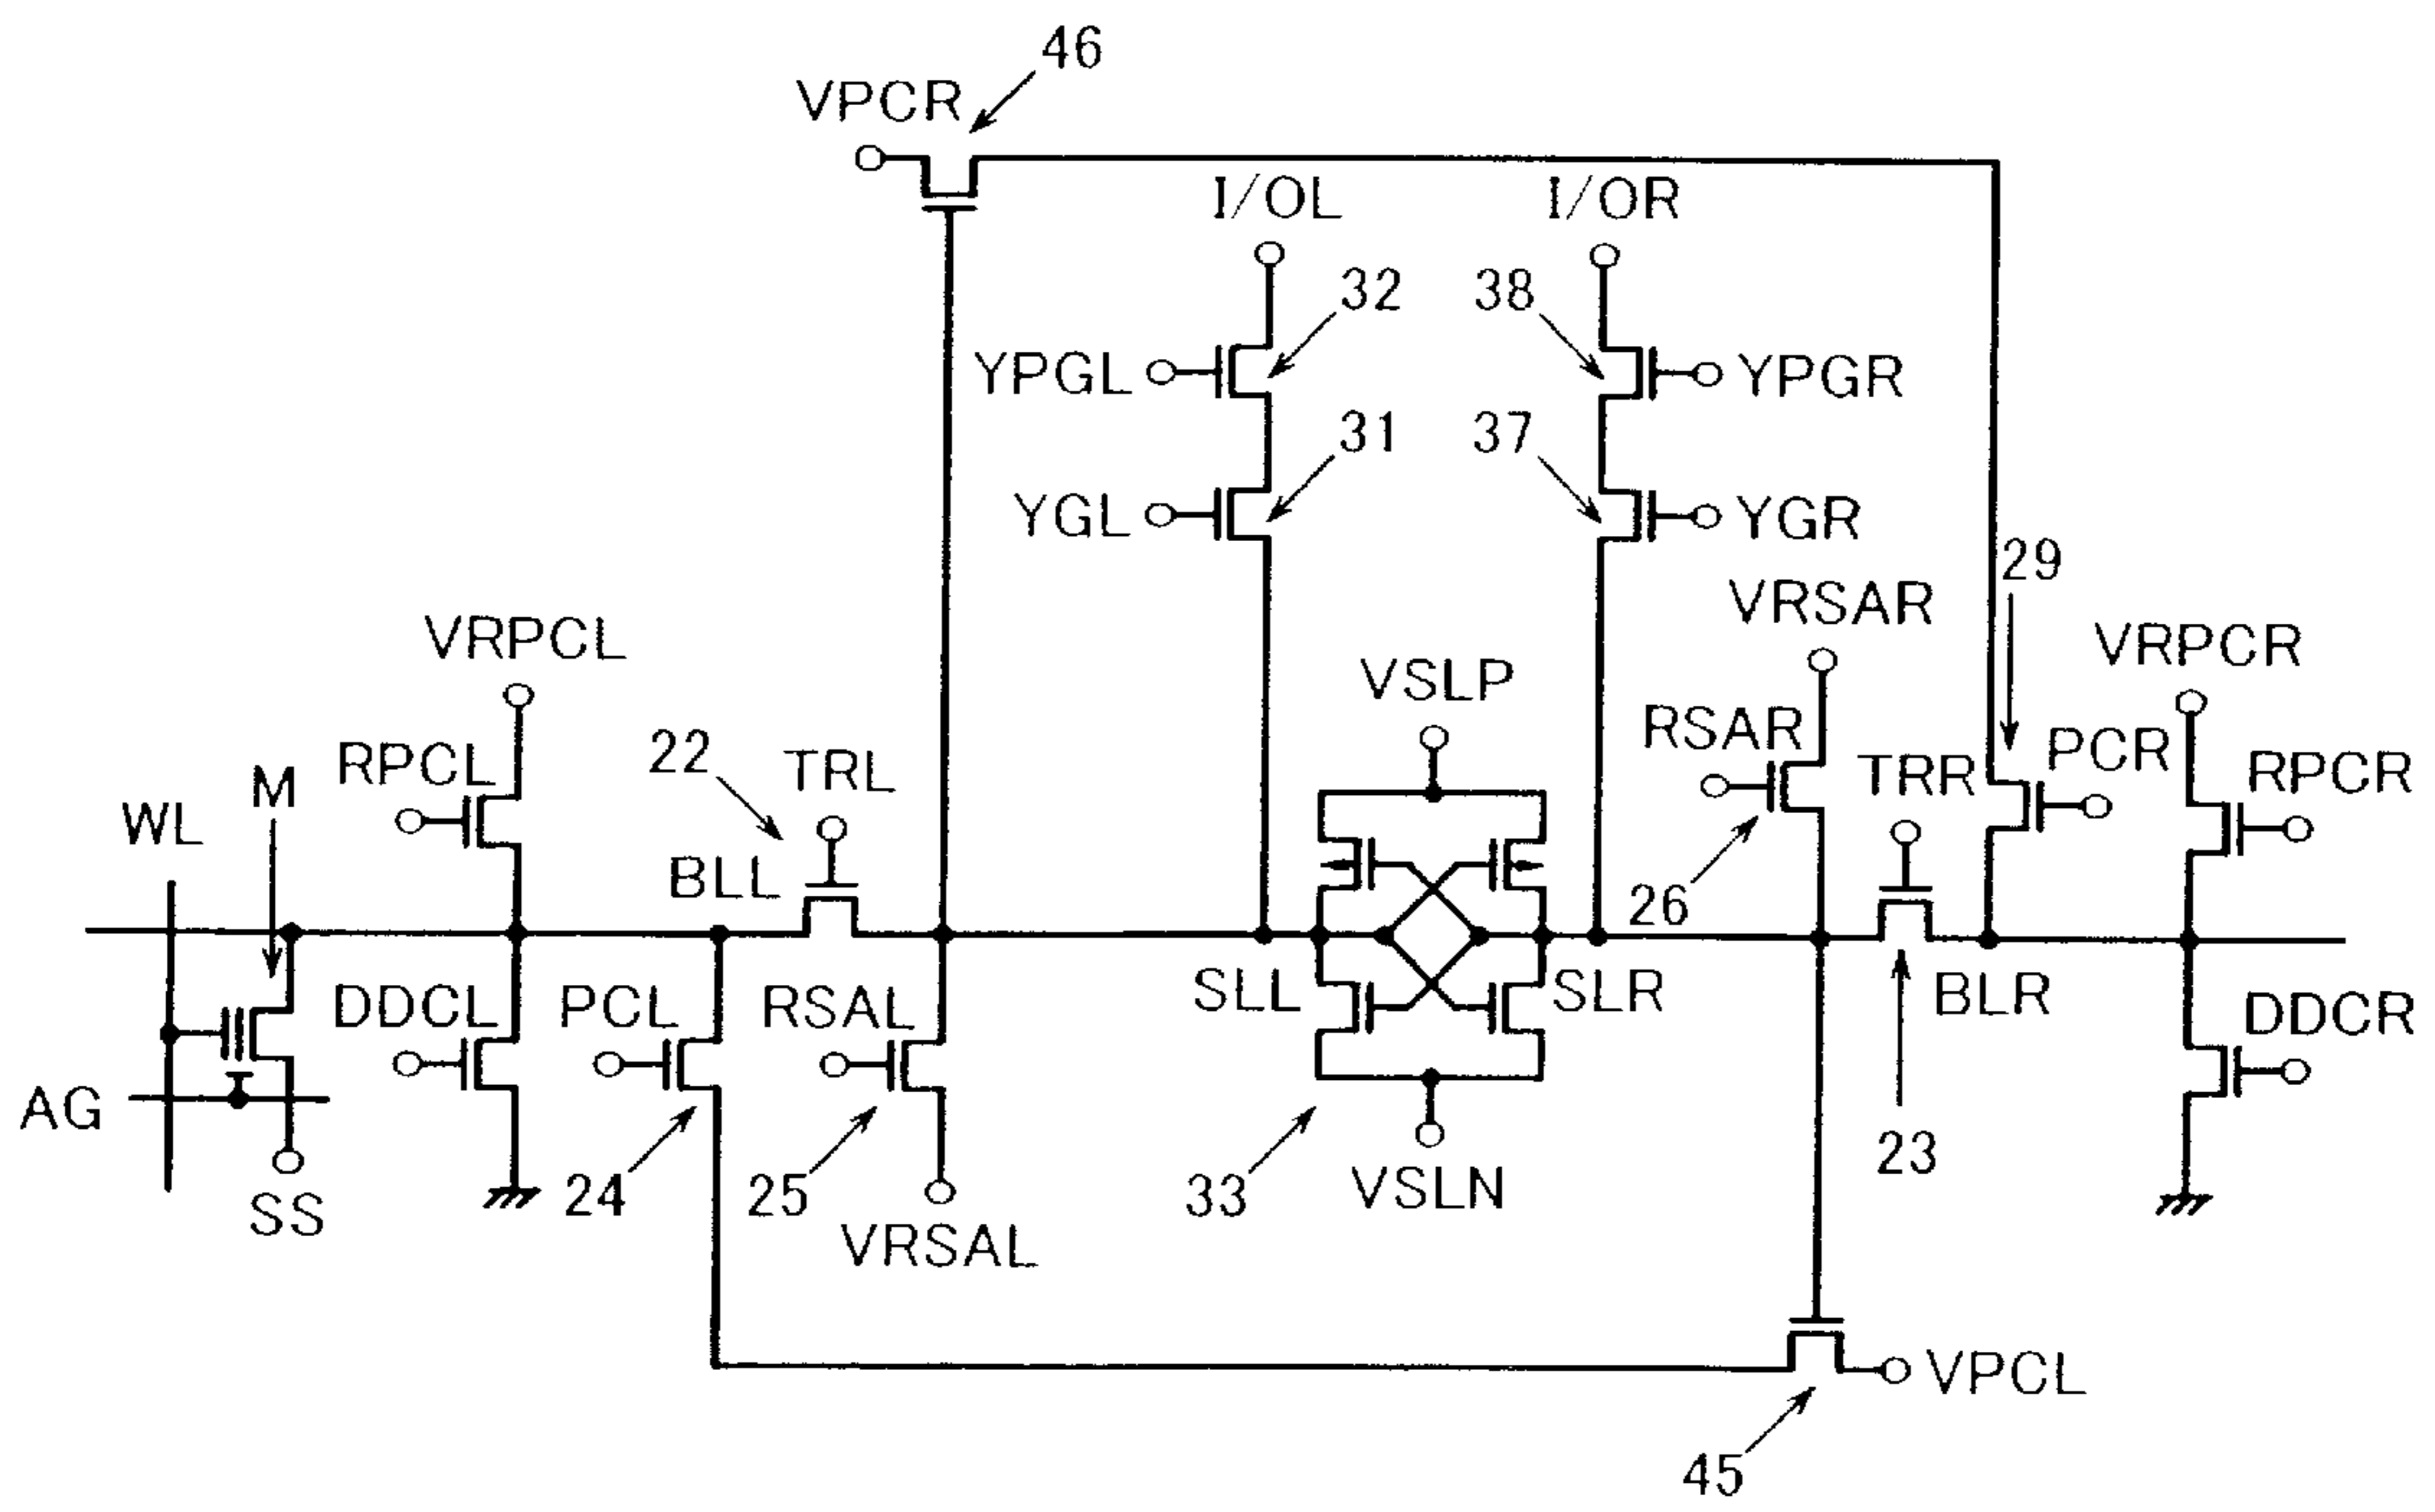 46
VPCR
I/OL
I/OR
32
38
YPGL
YPGR
31
37
YGL
YGR
29
VRSAR
VRPCL
VRPCR
VSLP
RSAR
22
TRL
RPCL
PCR
TRR
RPCR
M
WL
BLL
26
SLL
SLR
BLR
DDCL
PCL
RSAL
DDCR
AG
23
24
25
33
VSLN
SS
VRSAL
VPCL
45